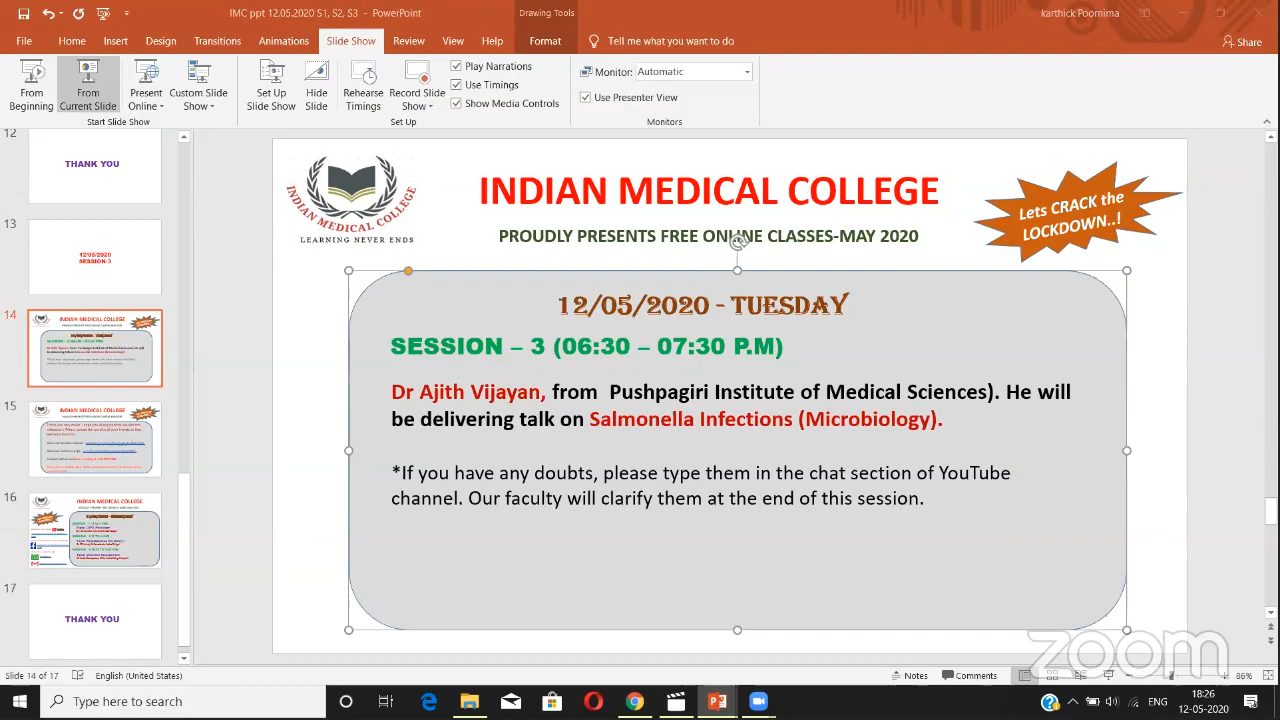 IMC ppt 12.05.2020 S1, S2, S3 - PowerPoint
Drawing Tools
karthick Poornima
File Home Insert Design Transitions Animations Slide Show Review View Help Format Tell me what you want to do Share
From Beginning
From Current Slide
Present Online
Custom Slide Show
Set Up Slide Show
Hide Slide
Rehearse Timings
Record Slide Show
Play Narrations
Use Timings
Show Media Controls
Monitor: Automatic
Use Presenter View
Start Slide Show
Set Up
Monitors
12
THANK YOU
13
12/05/2020
SESSION-3
14
INDIAN MEDICAL COLLEGE
15
INDIAN MEDICAL COLLEGE
16
INDIAN MEDICAL COLLEGE
17
THANK YOU
INDIAN MEDICAL COLLEGE
LEARNING NEVER ENDS
INDIAN MEDICAL COLLEGE
PROUDLY PRESENTS FREE ONLINE CLASSES-MAY 2020
Lets CRACK the
LOCKDOWN..!
12/05/2020 - TUESDAY
SESSION – 3 (06:30 – 07:30 P.M)
Dr Ajith Vijayan, from Pushpagiri Institute of Medical Sciences). He will
be delivering talk on Salmonella Infections (Microbiology).
*If you have any doubts, please type them in the chat section of YouTube
channel. Our faculty will clarify them at the end of this session.
zoom
Slide 14 of 17
English (United States)
Notes
Comments
86%
Type here to search
ENG
18:26
12-05-2020